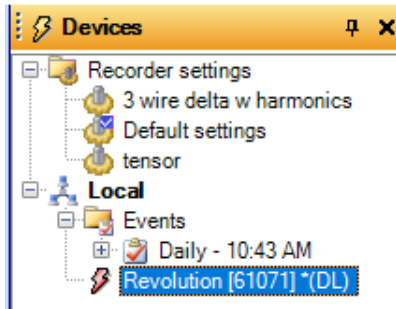 Devices
Recorder settings
3 wire delta w harmonics
Default settings
tensor
Local
Events
Daily - 10:43 AM
Revolution [61071] *(DL)